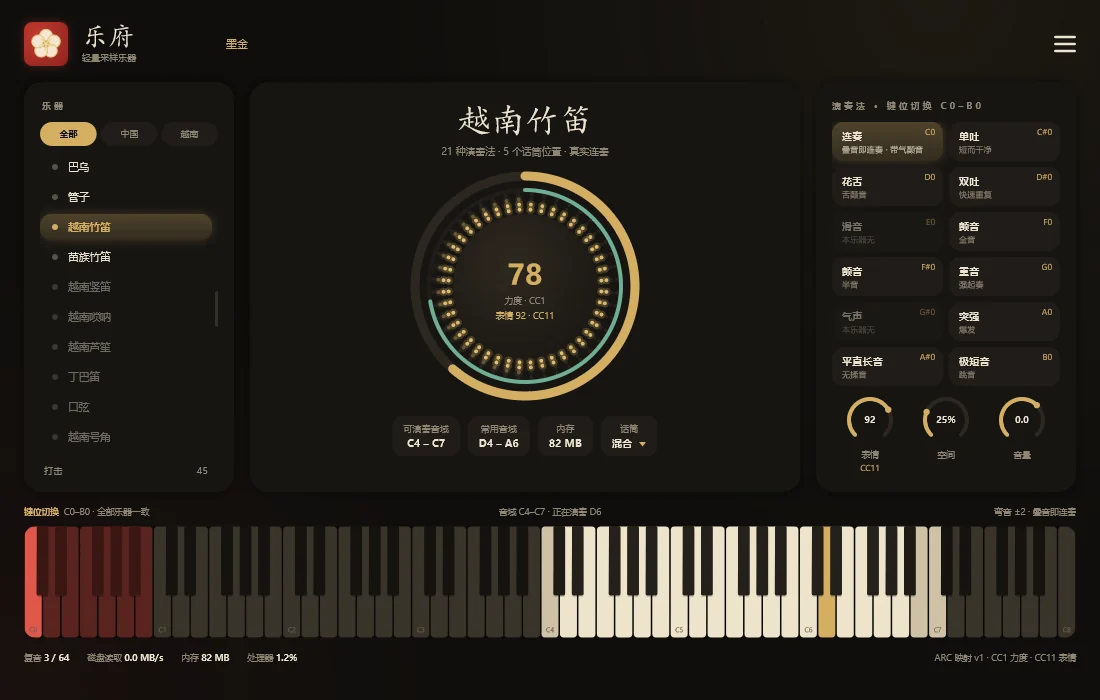 乐府
轻量采样乐器
墨金
乐器
全部 中国 越南
巴乌
管子
越南竹笛
苗族竹笛
越南竖笛
越南唢呐
越南芦笙
丁巴笛
口弦
越南号角
打击 45
越南竹笛
21 种演奏法 · 5 个话筒位置 · 真实连奏
78
力度 · CC1
表情 92 · CC11
可演奏音域 C4 – C7
常用音域 D4 – A6
内存 82 MB
话筒 混合
演奏法 • 键位切换 C0–B0
连奏 C0
叠音即连奏 · 带气颤音
单吐 C#0
短而干净
花舌 D0
舌颤音
双吐 D#0
快速重复
滑音 E0
本乐器无
颤音 F0
全音
颤音 F#0
半音
重音 G0
强起奏
气声 G#0
本乐器无
突强 A0
爆发
平直长音 A#0
无揉音
极短音 B0
跳音
92 25% 0.0
表情 空间 音量
CC11
键位切换 C0–B0 · 全部乐器一致
音域 C4–C7 · 正在演奏 D6
弯音 ±2 · 叠音即连奏
C0 C1 C2 C3 C4 C5 C6 C7 C8
复音 3 / 64 磁盘读取 0.0 MB/s 内存 82 MB 处理器 1.2%
ARC 映射 v1 · CC1 力度 · CC11 表情